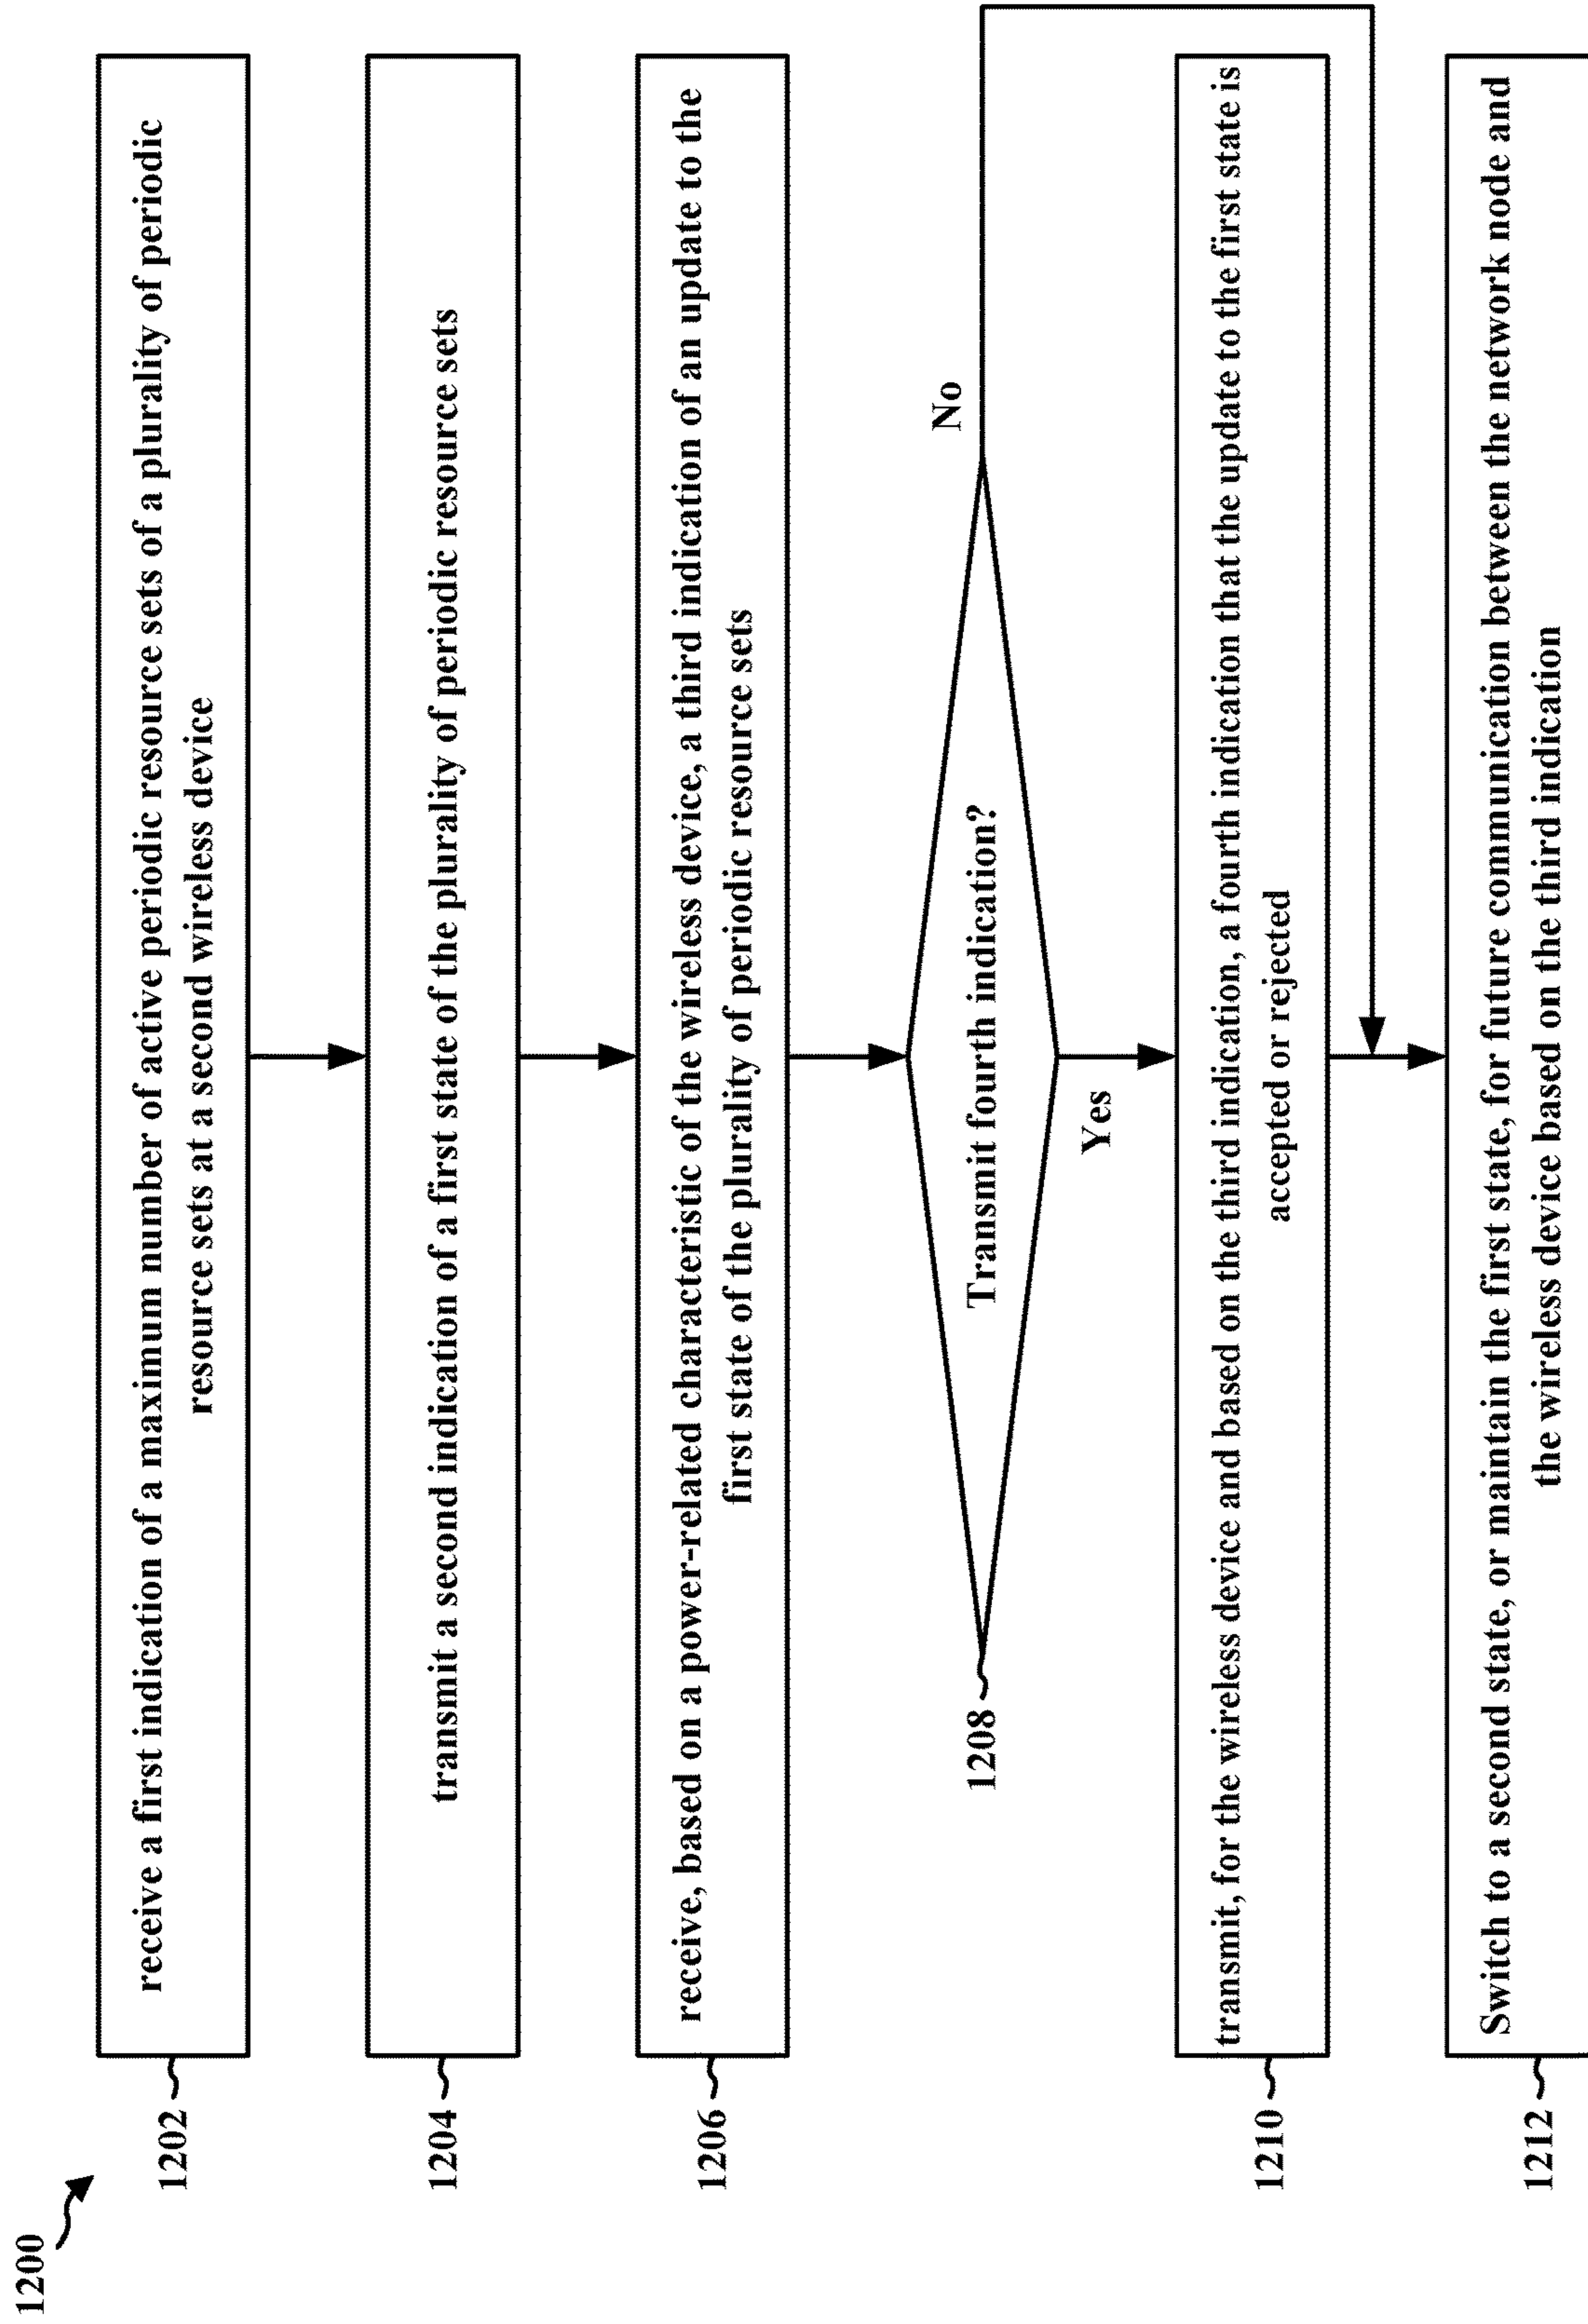 1200
1202
receive a first indication of a maximum number of active periodic resource sets of a plurality of periodic
resource sets at a second wireless device
1204
transmit a second indication of a first state of the plurality of periodic resource sets
1206
receive, based on a power-related characteristic of the wireless device, a third indication of an update to the
first state of the plurality of periodic resource sets
1208
Transmit fourth indication?
No
Yes
1210
transmit, for the wireless device and based on the third indication, a fourth indication that the update to the first state is
accepted or rejected
1212
Switch to a second state, or maintain the first state, for future communication between the network node and
the wireless device based on the third indication